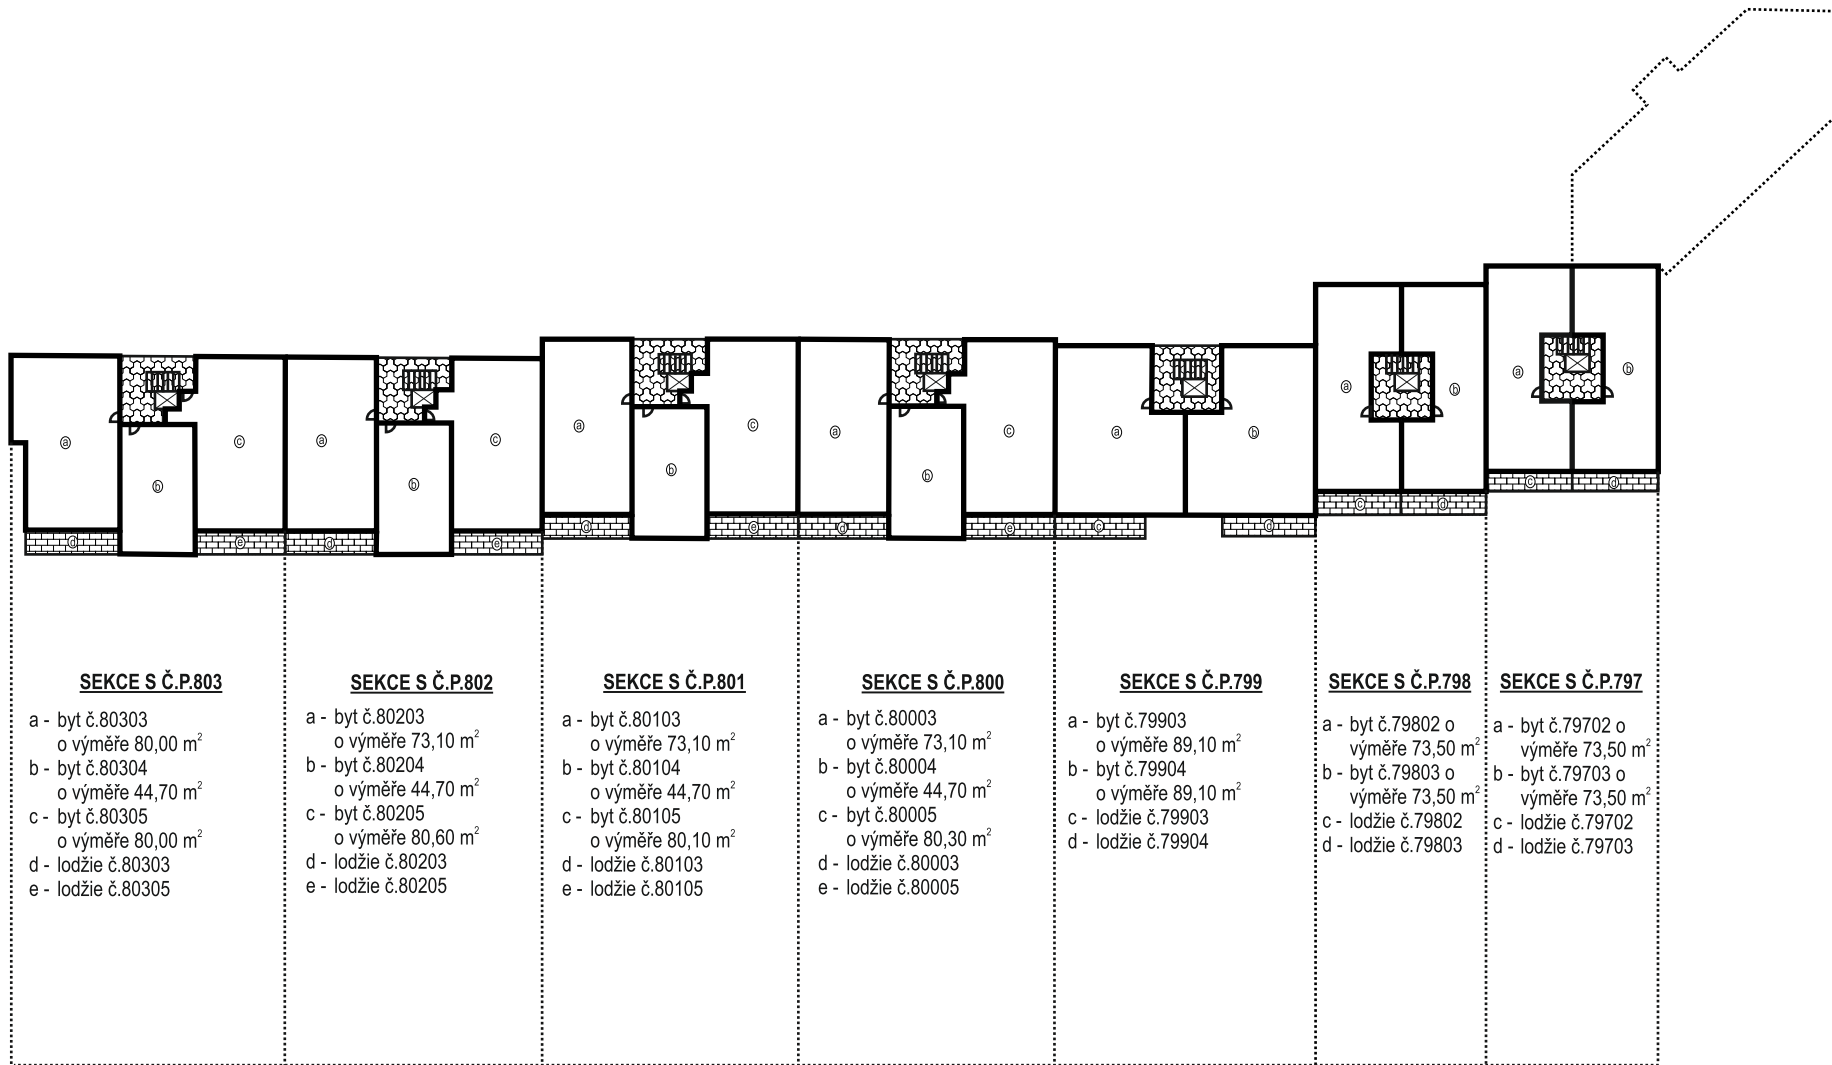 a
b
c
d
e
a
b
c
d
e
a
b
c
d
e
a
b
c
d
e
a
b
c
d
a
b
c
d
a
b
c
d
SEKCE S Č.P.803
a - byt č.80303
o výměře 80,00 m²
b - byt č.80304
o výměře 44,70 m²
c - byt č.80305
o výměře 80,00 m²
d - lodžie č.80303
e - lodžie č.80305
SEKCE S Č.P.802
a - byt č.80203
o výměře 73,10 m²
b - byt č.80204
o výměře 44,70 m²
c - byt č.80205
o výměře 80,60 m²
d - lodžie č.80203
e - lodžie č.80205
SEKCE S Č.P.801
a - byt č.80103
o výměře 73,10 m²
b - byt č.80104
o výměře 44,70 m²
c - byt č.80105
o výměře 80,10 m²
d - lodžie č.80103
e - lodžie č.80105
SEKCE S Č.P.800
a - byt č.80003
o výměře 73,10 m²
b - byt č.80004
o výměře 44,70 m²
c - byt č.80005
o výměře 80,30 m²
d - lodžie č.80003
e - lodžie č.80005
SEKCE S Č.P.799
a - byt č.79903
o výměře 89,10 m²
b - byt č.79904
o výměře 89,10 m²
c - lodžie č.79903
d - lodžie č.79904
SEKCE S Č.P.798
a - byt č.79802 o
výměře 73,50 m²
b - byt č.79803 o
výměře 73,50 m²
c - lodžie č.79802
d - lodžie č.79803
SEKCE S Č.P.797
a - byt č.79702 o
výměře 73,50 m²
b - byt č.79703 o
výměře 73,50 m²
c - lodžie č.79702
d - lodžie č.79703